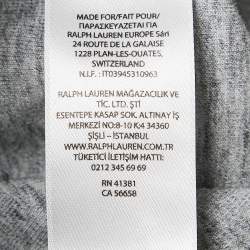 MADE FOR/FAIT POUR/
ΠΑΡΑΣΚΕΥΑΖΕΤΑΙ ΓΙΑ
RALPH LAUREN EUROPE Sárl
24 ROUTE DE LA GALAISE
1228 PLAN-LES-OUATES,
SWITZERLAND
N.I.F. : IT03945310963
RALPH LAUREN MAĞAZACILIK VE
TİC. LTD. ŞTİ
ESENTEPE KASAP SOK. ALTINAY İŞ
MERKEZİ NO:8-10 K:4 34360
ŞİŞLİ – İSTANBUL
WWW.RALPHLAUREN.COM.TR
TÜKETİCİ İLETİŞİM HATTI:
0212 345 69 69
RN 41381
CA 56658